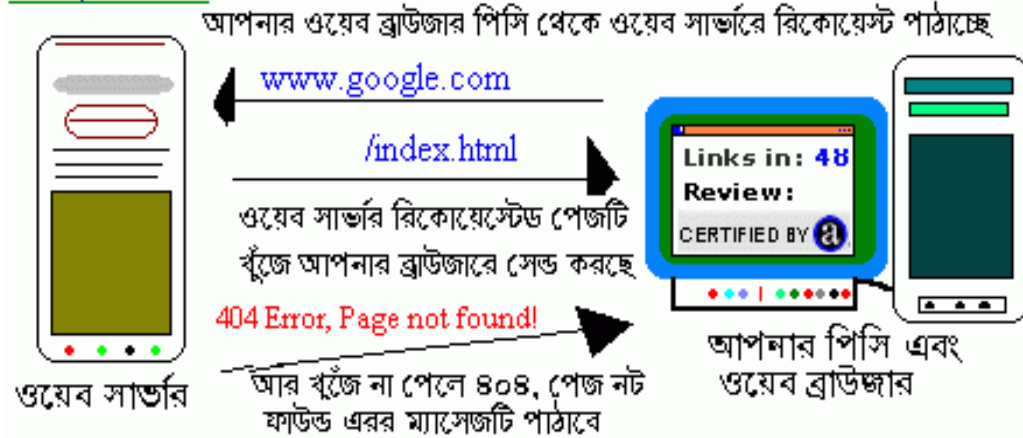 আপনার ওয়েব ব্রাউজার পিসি থেকে ওয়েব সার্ভারে রিকোয়েস্ট পাঠাচ্ছে
www.google.com
/index.html
Links in: 48
Review:
CERTIFIED BY a
ওয়েব সার্ভার রিকোয়েস্টেড পেজটি
খুঁজে আপনার ব্রাউজারে সেন্ড করছে
404 Error, Page not found!
আপনার পিসি এবং
ওয়েব ব্রাউজার
ওয়েব সার্ভার
আর খুঁজে না পেলে ৪০৪, পেজ নট
ফাউন্ড এরর ম্যাসেজটি পাঠাবে